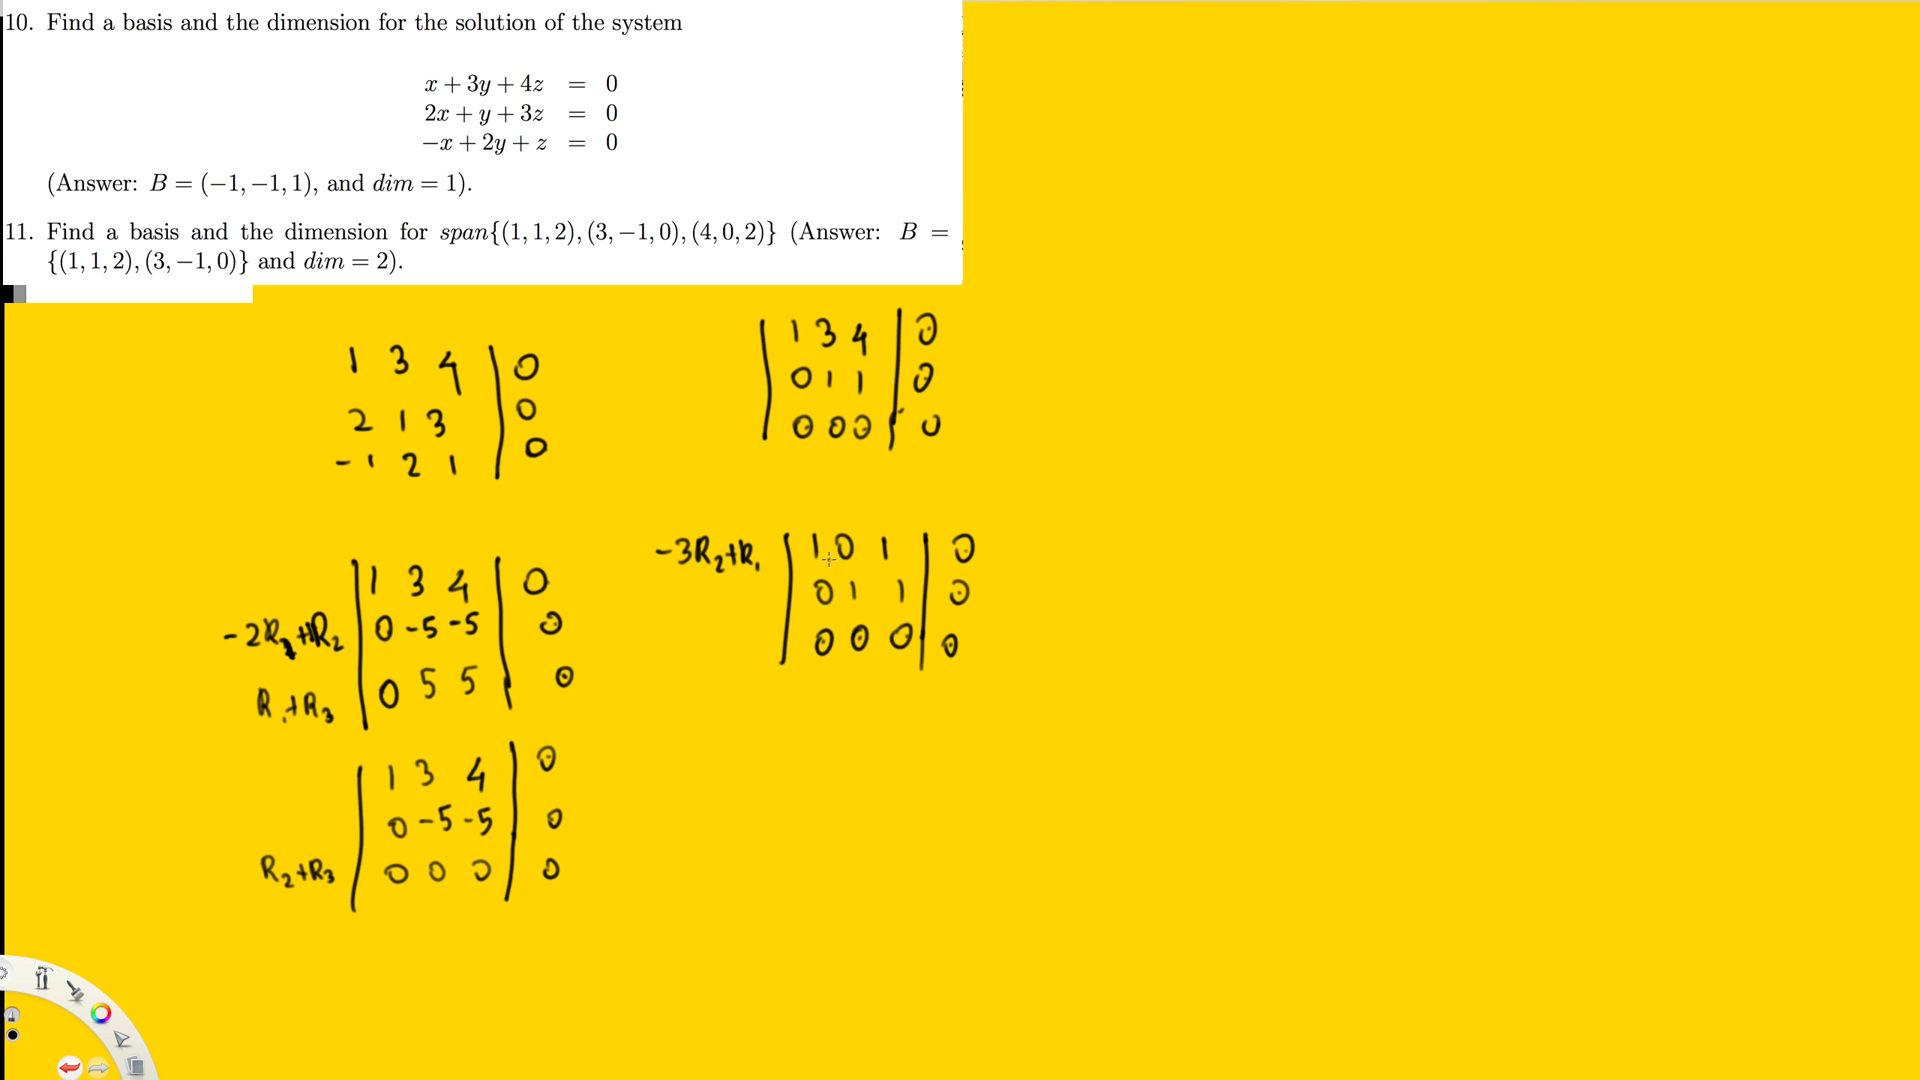 10. Find a basis and the dimension for the solution of the system
x + 3y + 4z = 0
2x + y + 3z = 0
−x + 2y + z = 0
(Answer: B = (−1, −1, 1), and dim = 1).
11. Find a basis and the dimension for span{(1, 1, 2), (3, −1, 0), (4, 0, 2)} (Answer: B =
{(1, 1, 2), (3, −1, 0)} and dim = 2).
1 3 4 | 0
2 1 3 | 0
-1 2 1 | 0
| 1 3 4 | 0
-2R1+R2 | 0 -5 -5 | 0
R1+R3 | 0 5 5 | 0
| 1 3 4 | 0
| 0 -5 -5 | 0
R2+R3 | 0 0 0 | 0
| 1 3 4 | 0
| 0 1 1 | 0
| 0 0 0 | 0
-3R2+R1 | 1 0 1 | 0
| 0 1 1 | 0
| 0 0 0 | 0